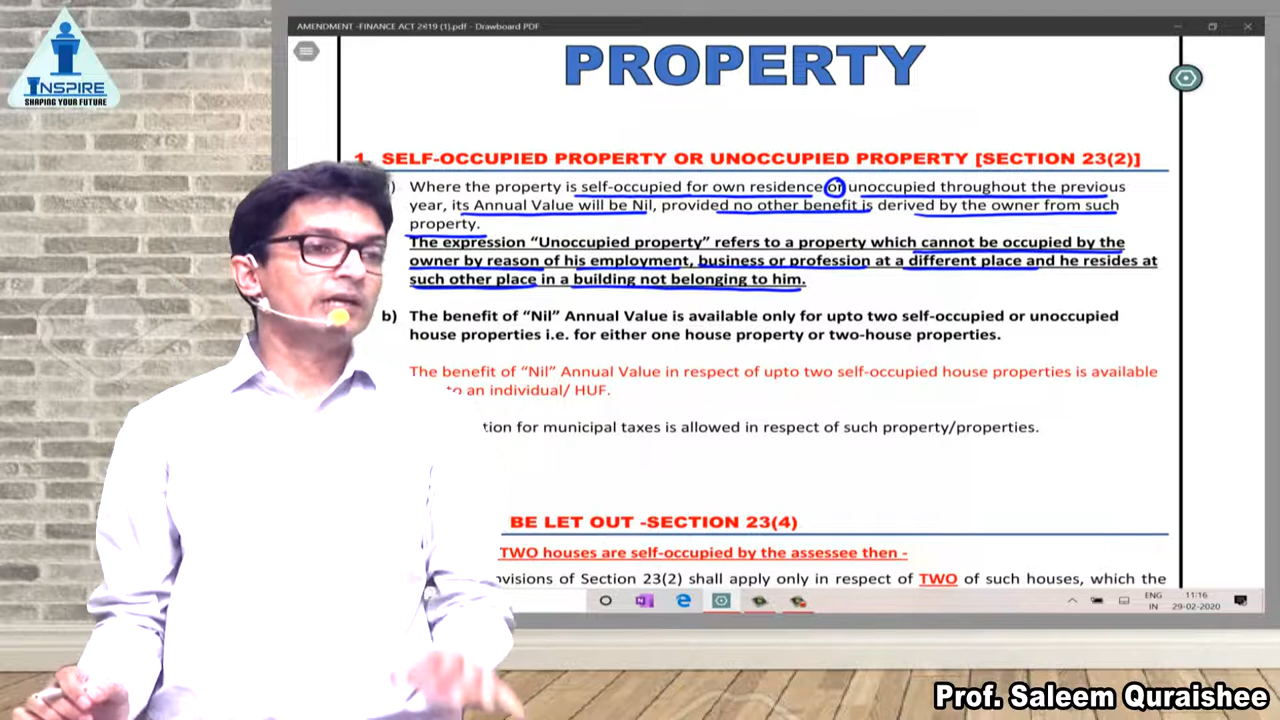 INSPIRE
SHAPING YOUR FUTURE
AMENDMENT -FINANCE ACT 2019 (1).pdf - Drawboard PDF
PROPERTY
1. SELF-OCCUPIED PROPERTY OR UNOCCUPIED PROPERTY [SECTION 23(2)]
) Where the property is self-occupied for own residence or unoccupied throughout the previous
year, its Annual Value will be Nil, provided no other benefit is derived by the owner from such
property.
The expression “Unoccupied property” refers to a property which cannot be occupied by the
owner by reason of his employment, business or profession at a different place and he resides at
such other place in a building not belonging to him.
b) The benefit of “Nil” Annual Value is available only for upto two self-occupied or unoccupied
house properties i.e. for either one house property or two-house properties.
The benefit of “Nil” Annual Value in respect of upto two self-occupied house properties is available
to an individual/ HUF.
tion for municipal taxes is allowed in respect of such property/properties.
BE LET OUT -SECTION 23(4)
TWO houses are self-occupied by the assessee then -
visions of Section 23(2) shall apply only in respect of TWO of such houses, which the
ENG
IN
11:16
29-02-2020
Prof. Saleem Quraishee